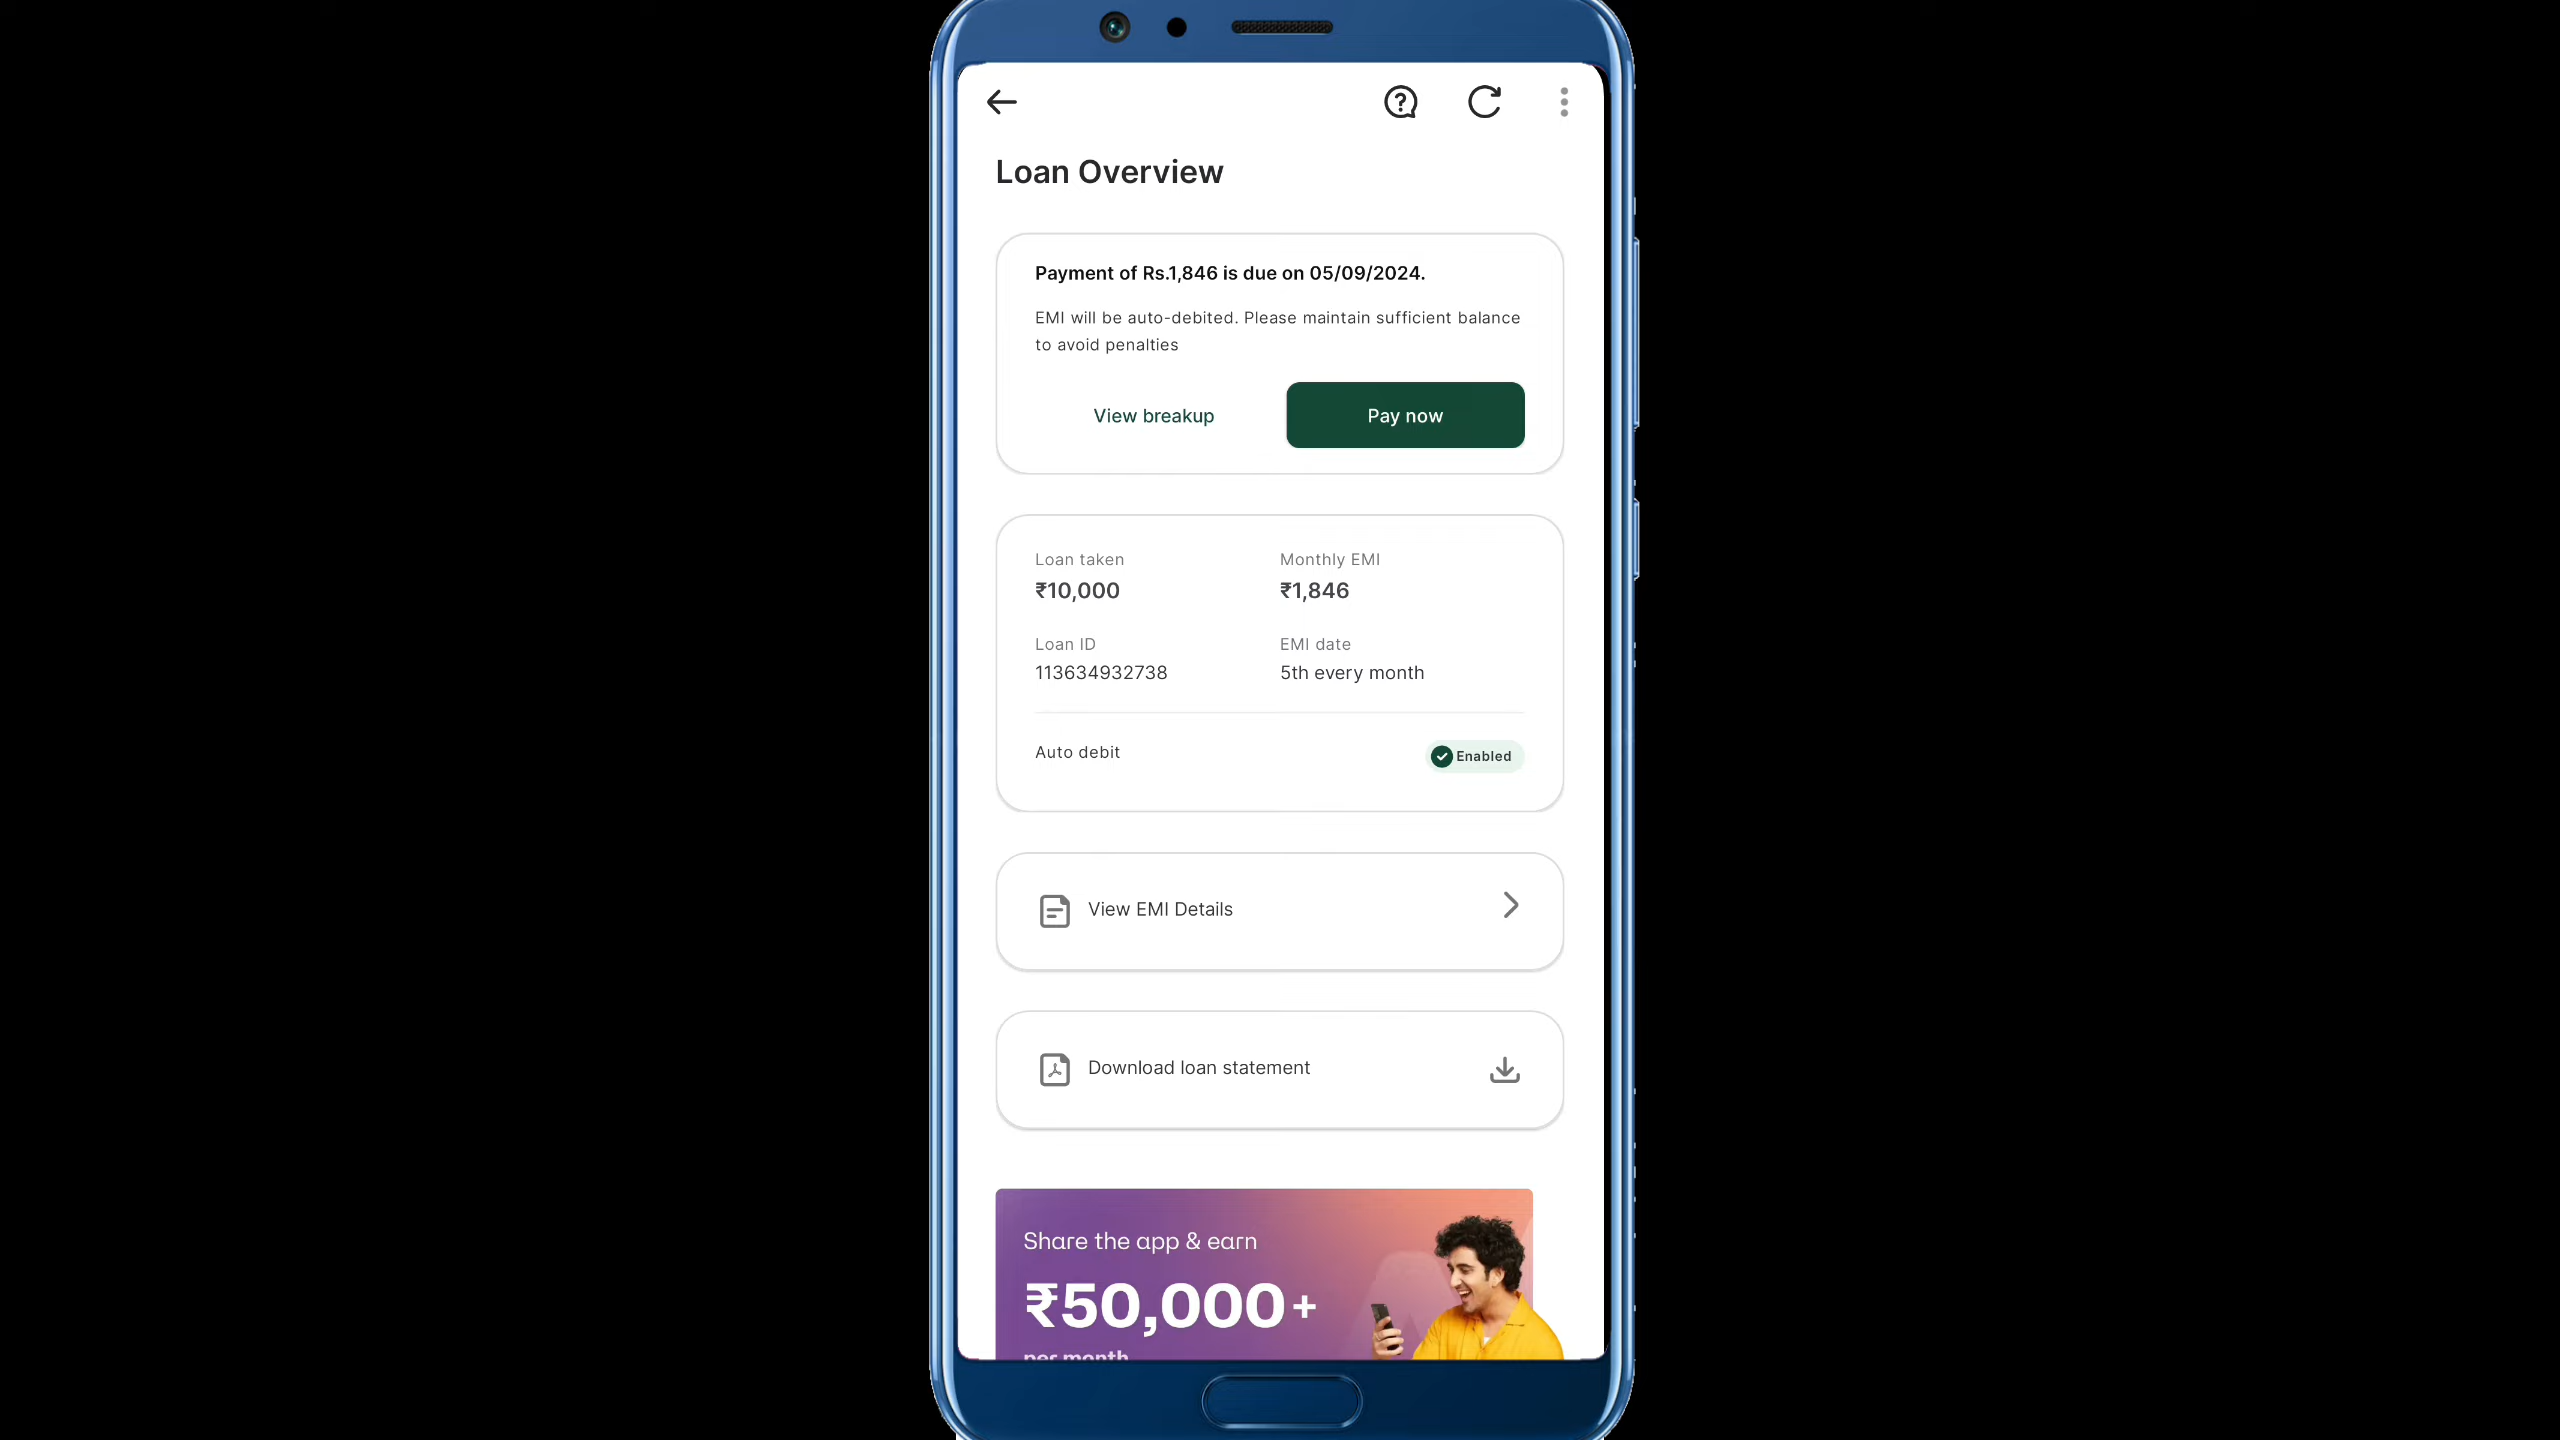 Loan Overview
Payment of Rs.1,846 is due on 05/09/2024.
EMI will be auto-debited. Please maintain sufficient balance
to avoid penalties
View breakup
Pay now
Loan taken
Monthly EMI
₹10,000
₹1,846
Loan ID
EMI date
113634932738
5th every month
Auto debit
Enabled
View EMI Details
Download loan statement
Share the app & earn
₹50,000+
per month